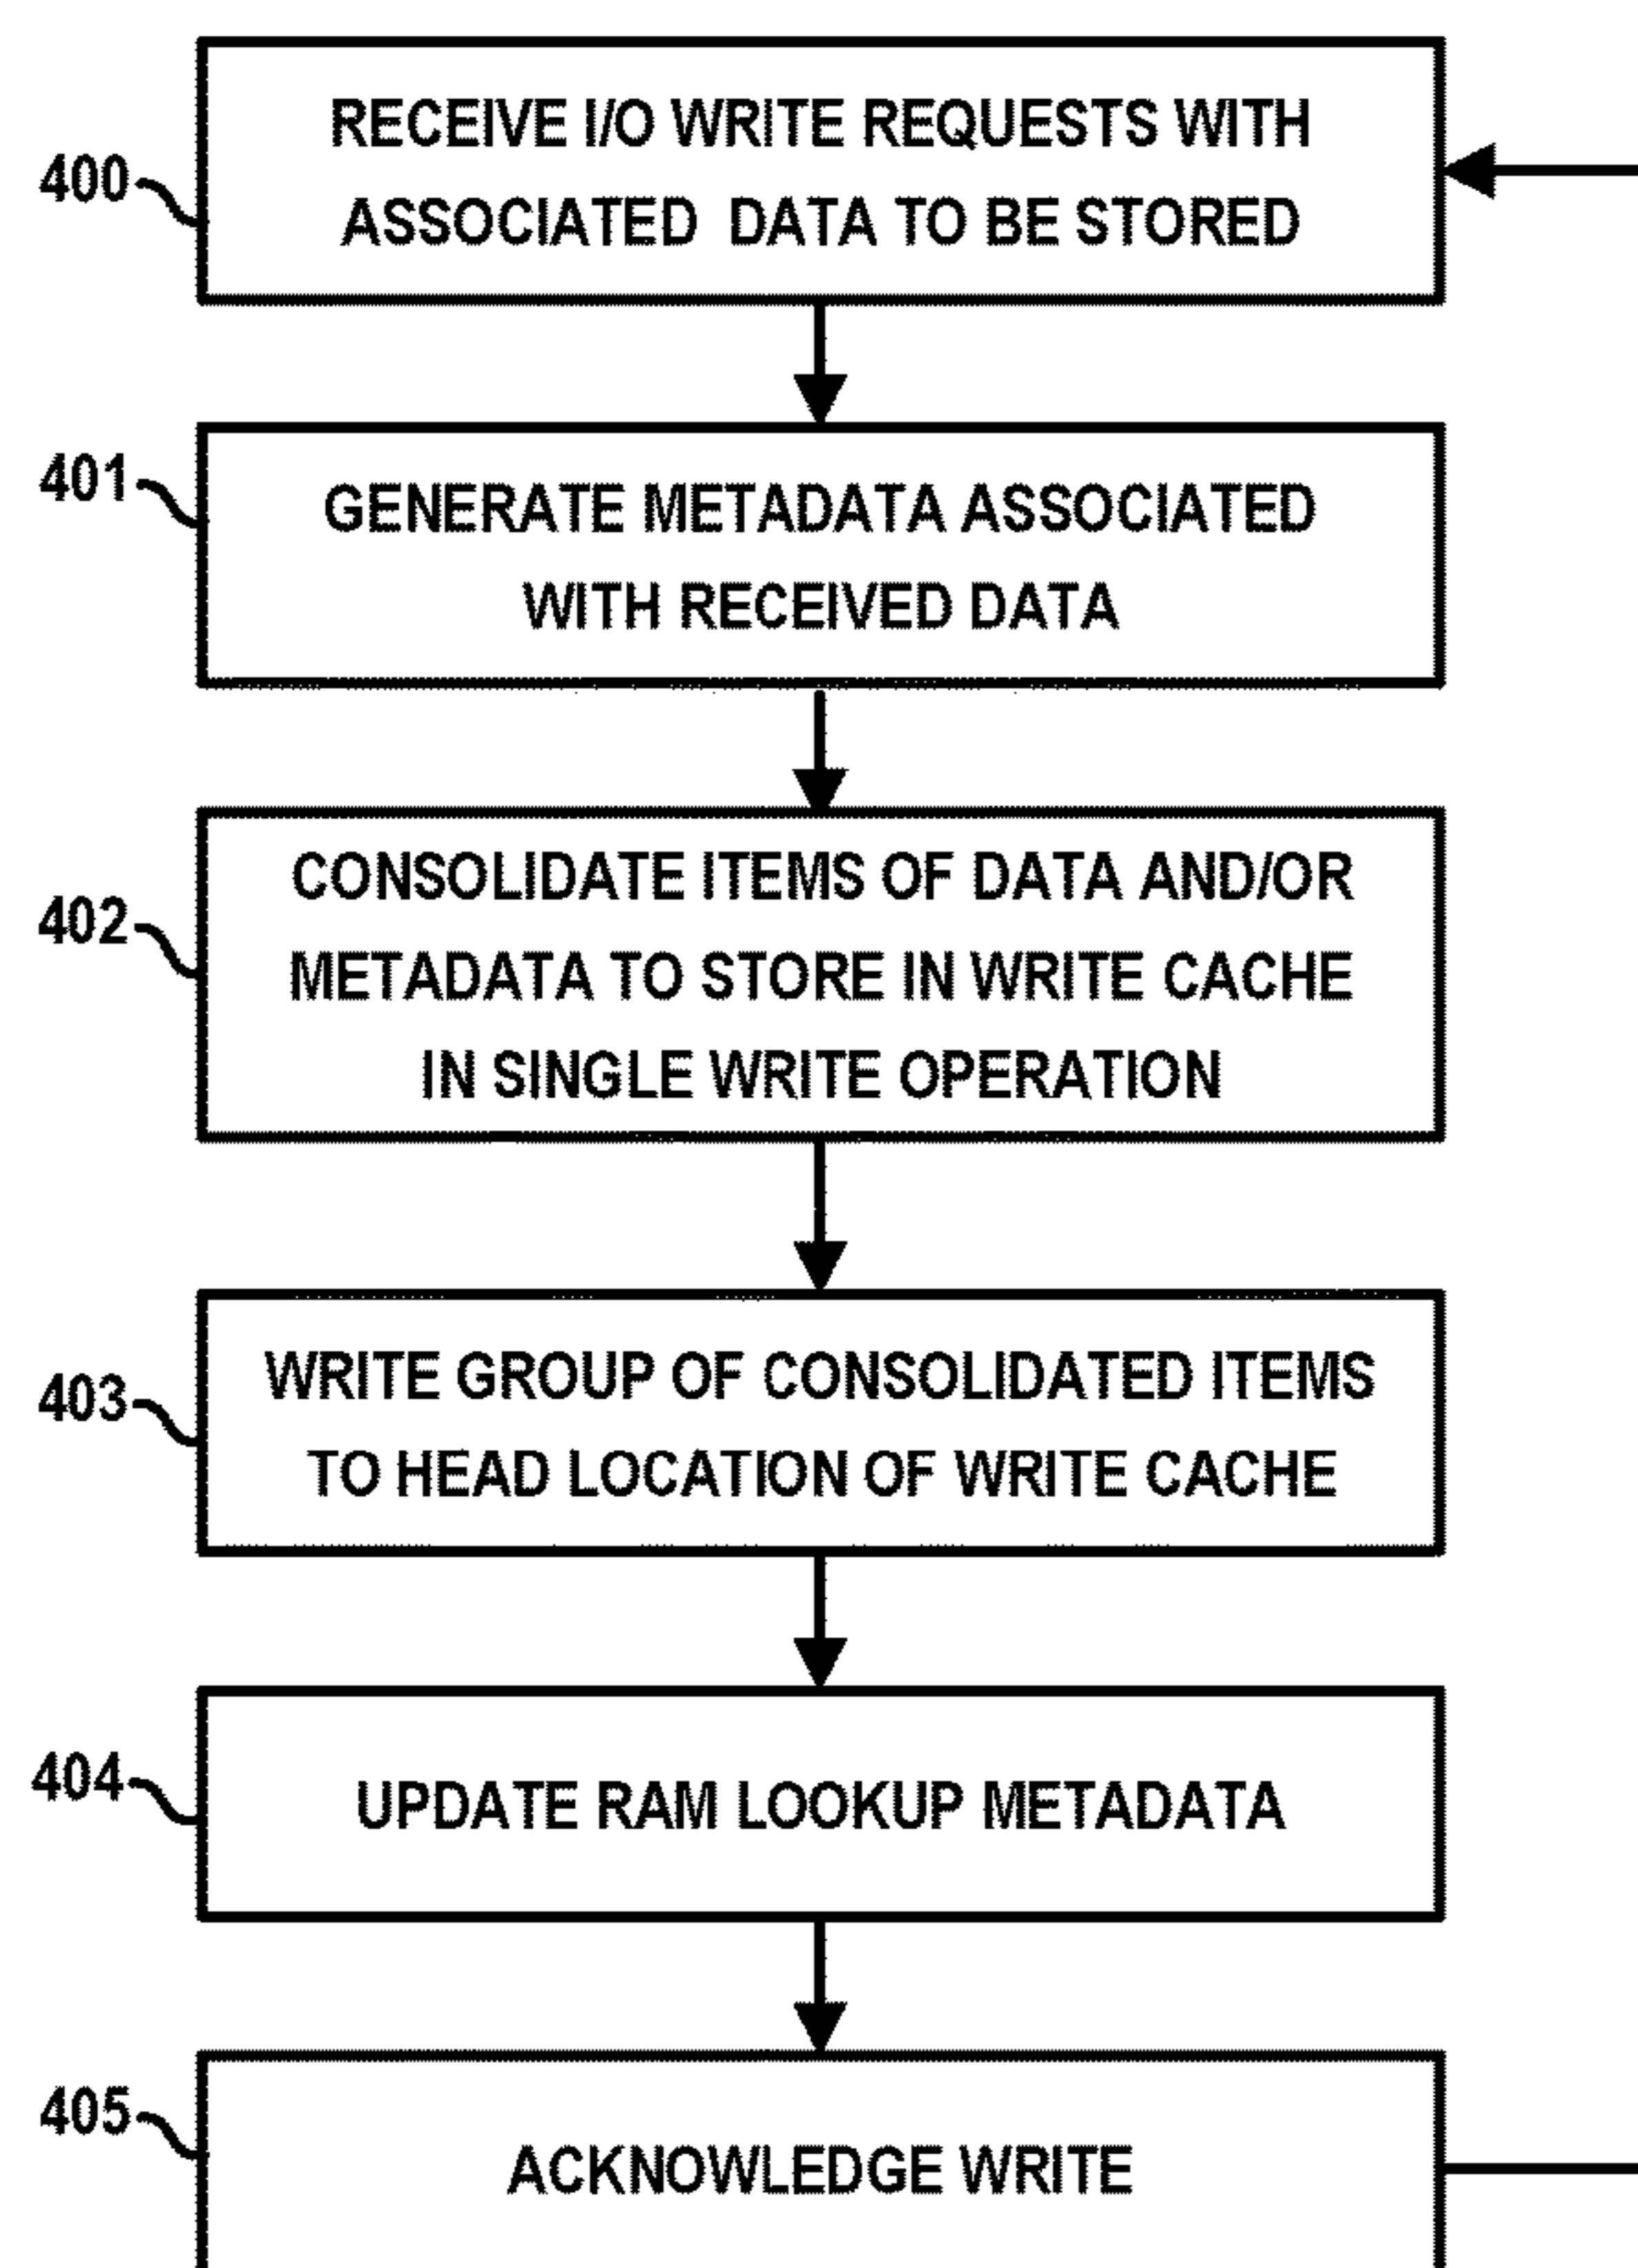 400
RECEIVE I/O WRITE REQUESTS WITH
ASSOCIATED DATA TO BE STORED
401
GENERATE METADATA ASSOCIATED
WITH RECEIVED DATA
402
CONSOLIDATE ITEMS OF DATA AND/OR
METADATA TO STORE IN WRITE CACHE
IN SINGLE WRITE OPERATION
403
WRITE GROUP OF CONSOLIDATED ITEMS
TO HEAD LOCATION OF WRITE CACHE
404
UPDATE RAM LOOKUP METADATA
405
ACKNOWLEDGE WRITE